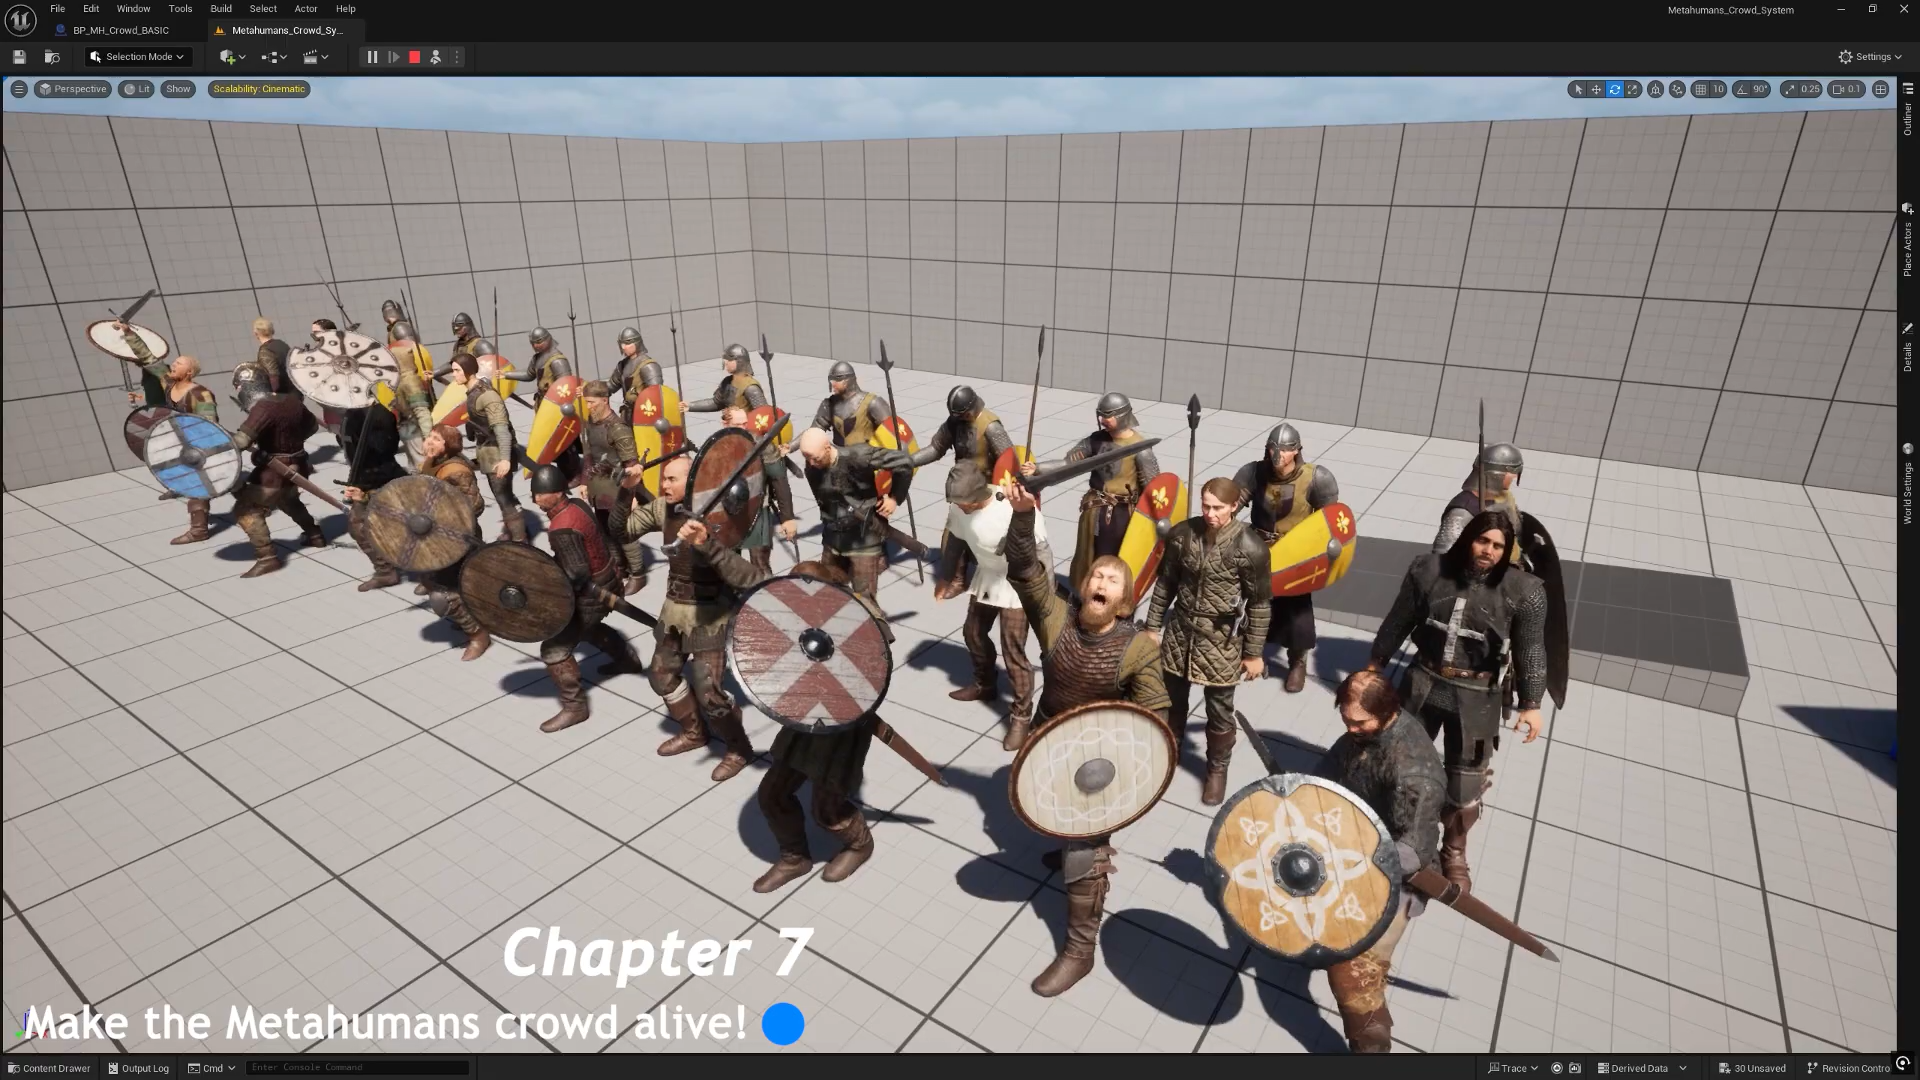 File Edit Window Tools Build Select Actor Help
Metahumans_Crowd_System
BP_MH_Crowd_BASIC
Metahumans_Crowd_Sy...
Selection Mode
Settings
Perspective
Lit
Show
Scalability: Cinematic
10
90°
0.25
0.1
Outliner
Place Actors
Details
World Settings
Chapter 7
Make the Metahumans crowd alive!
Content Drawer
Output Log
Cmd
Enter Console Command
Trace
Derived Data
30 Unsaved
Revision Contro